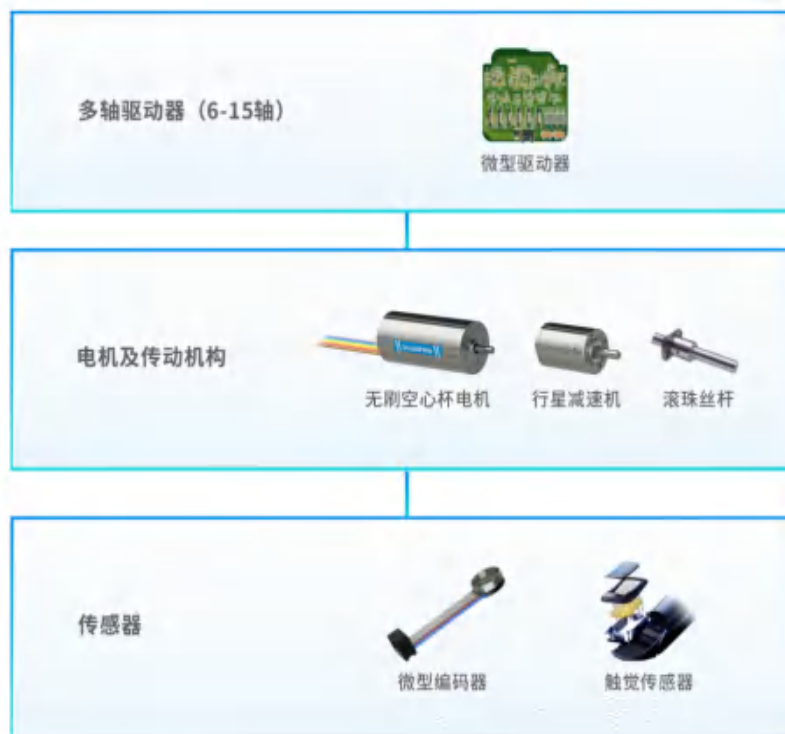 多轴驱动器（6-15轴）
微型驱动器
电机及传动机构
无刷空心杯电机
行星减速机
滚珠丝杆
传感器
微型编码器
触觉传感器